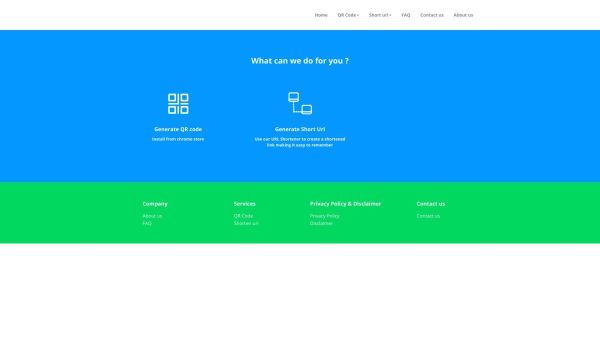 Home QR Code Short url FAQ Contact us About us
What can we do for you ?
Generate QR code
Install from chrome store
Generate Short Url
Use our URL Shortener to create a shortened
link making it easy to remember
Company
About us
FAQ
Services
QR Code
Shorten url
Privacy Policy & Disclaimer
Privacy Policy
Disclaimer
Contact us
Contact us